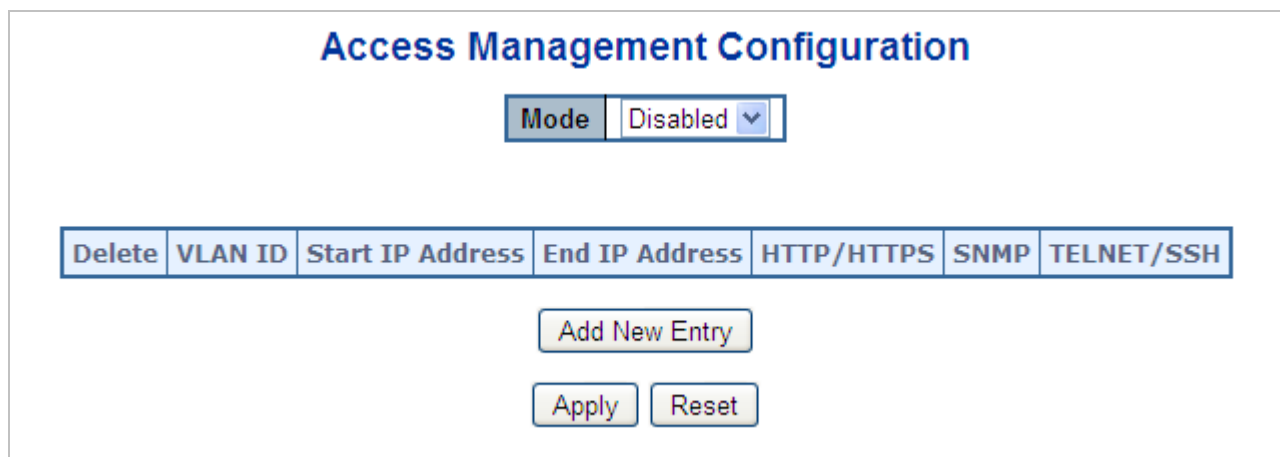 Access Management Configuration
Mode Disabled
Delete VLAN ID Start IP Address End IP Address HTTP/HTTPS SNMP TELNET/SSH
Add New Entry
Apply Reset